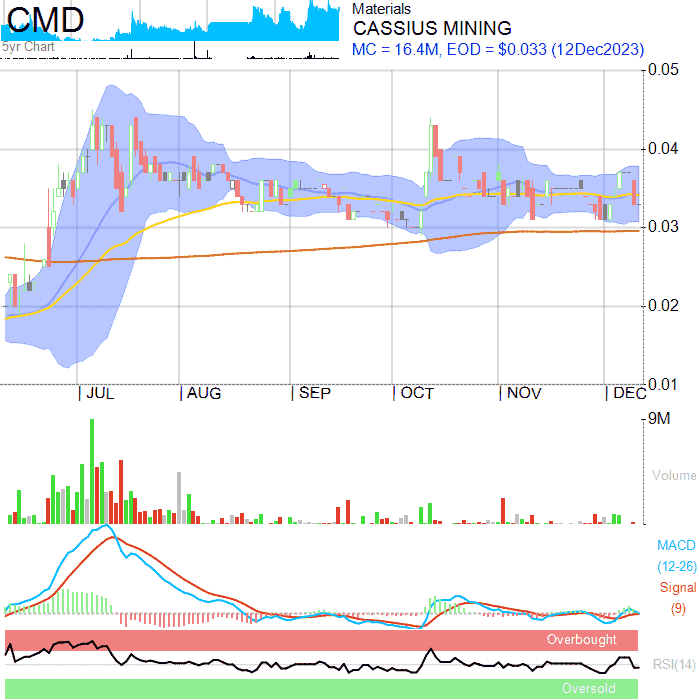 CMD
5yr Chart
Materials
CASSIUS MINING
MC = 16.4M, EOD = $0.033 (12Dec2023)
0.05
0.04
0.03
0.02
0.01
JUL
AUG
SEP
OCT
NOV
DEC
9M
Volume
MACD
(12-26)
Signal
(9)
Overbought
RSI(14)
Oversold